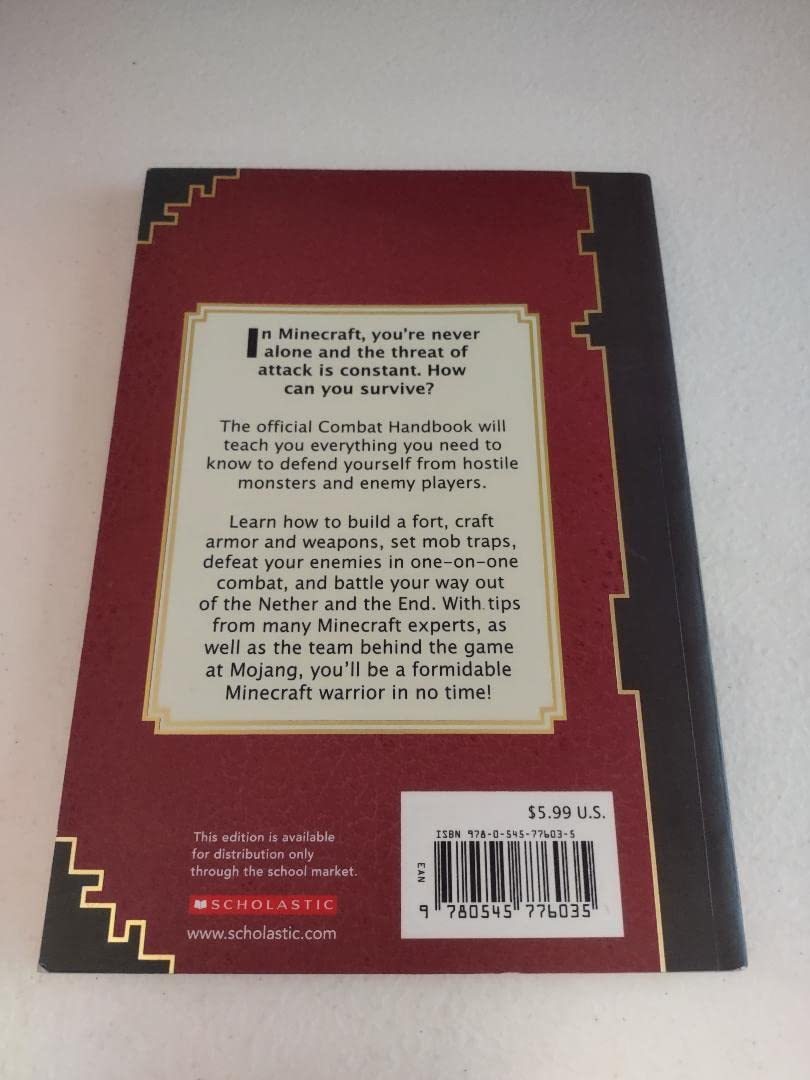 In Minecraft, you're never
alone and the threat of
attack is constant. How
can you survive?
The official Combat Handbook will
teach you everything you need to
know to defend yourself from hostile
monsters and enemy players.
Learn how to build a fort, craft
armor and weapons, set mob traps,
defeat your enemies in one-on-one
combat, and battle your way out
of the Nether and the End. With tips
from many Minecraft experts, as
well as the team behind the game
at Mojang, you'll be a formidable
Minecraft warrior in no time!
This edition is available
for distribution only
through the school market.
SCHOLASTIC
www.scholastic.com
$5.99 U.S.
ISBN 978-0-545-77603-5
EAN
9 780545 776035